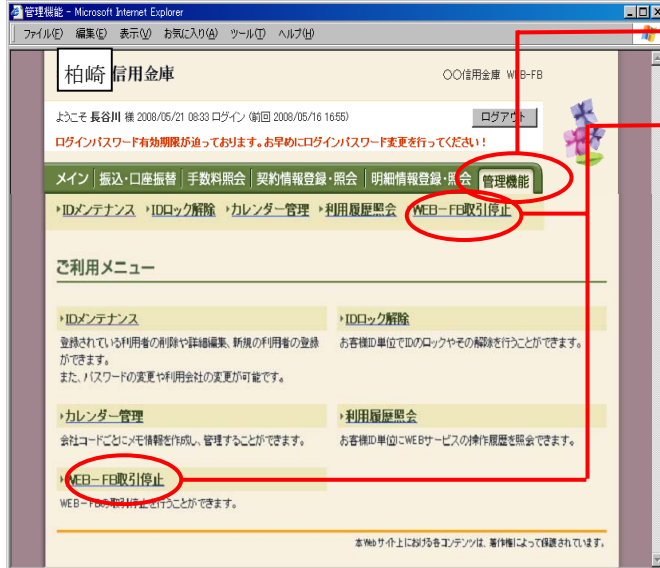 管理機能 - Microsoft Internet Explorer
ファイル(F) 編集(E) 表示(V) お気に入り(A) ツール(T) ヘルプ(H)
柏崎信用金庫 〇〇信用金庫 WEB-FB
ようこそ 長谷川 様 2008/05/21 08:33 ログイン (前回 2008/05/16 16:55) ログアウト
ログインパスワード有効期限が迫っております。お早めにログインパスワード変更を行ってください!
メイン 振込・口座振替 手数料照会 契約情報登録・照会 明細情報登録・照会 管理機能
IDメンテナンス IDロック解除 カレンダー管理 利用履歴照会 WEB-FB取引停止
ご利用メニュー
IDメンテナンス IDロック解除
登録されている利用者の削除や詳細編集、新規の利用者の登録 お客様ID単位でIDのロックやその解除を行うことができます。
ができます。
また、パスワードの変更や利用会社の変更が可能です。
カレンダー管理 利用履歴照会
会社コードごとにメモ情報を作成し、管理することができます。 お客様ID単位にWEBサービスの操作履歴を照会できます。
WEB-FB取引停止
WEB-FBの取引停止を行うことができます。
本Webサイト上における各コンテンツは、著作権によって保護されています。